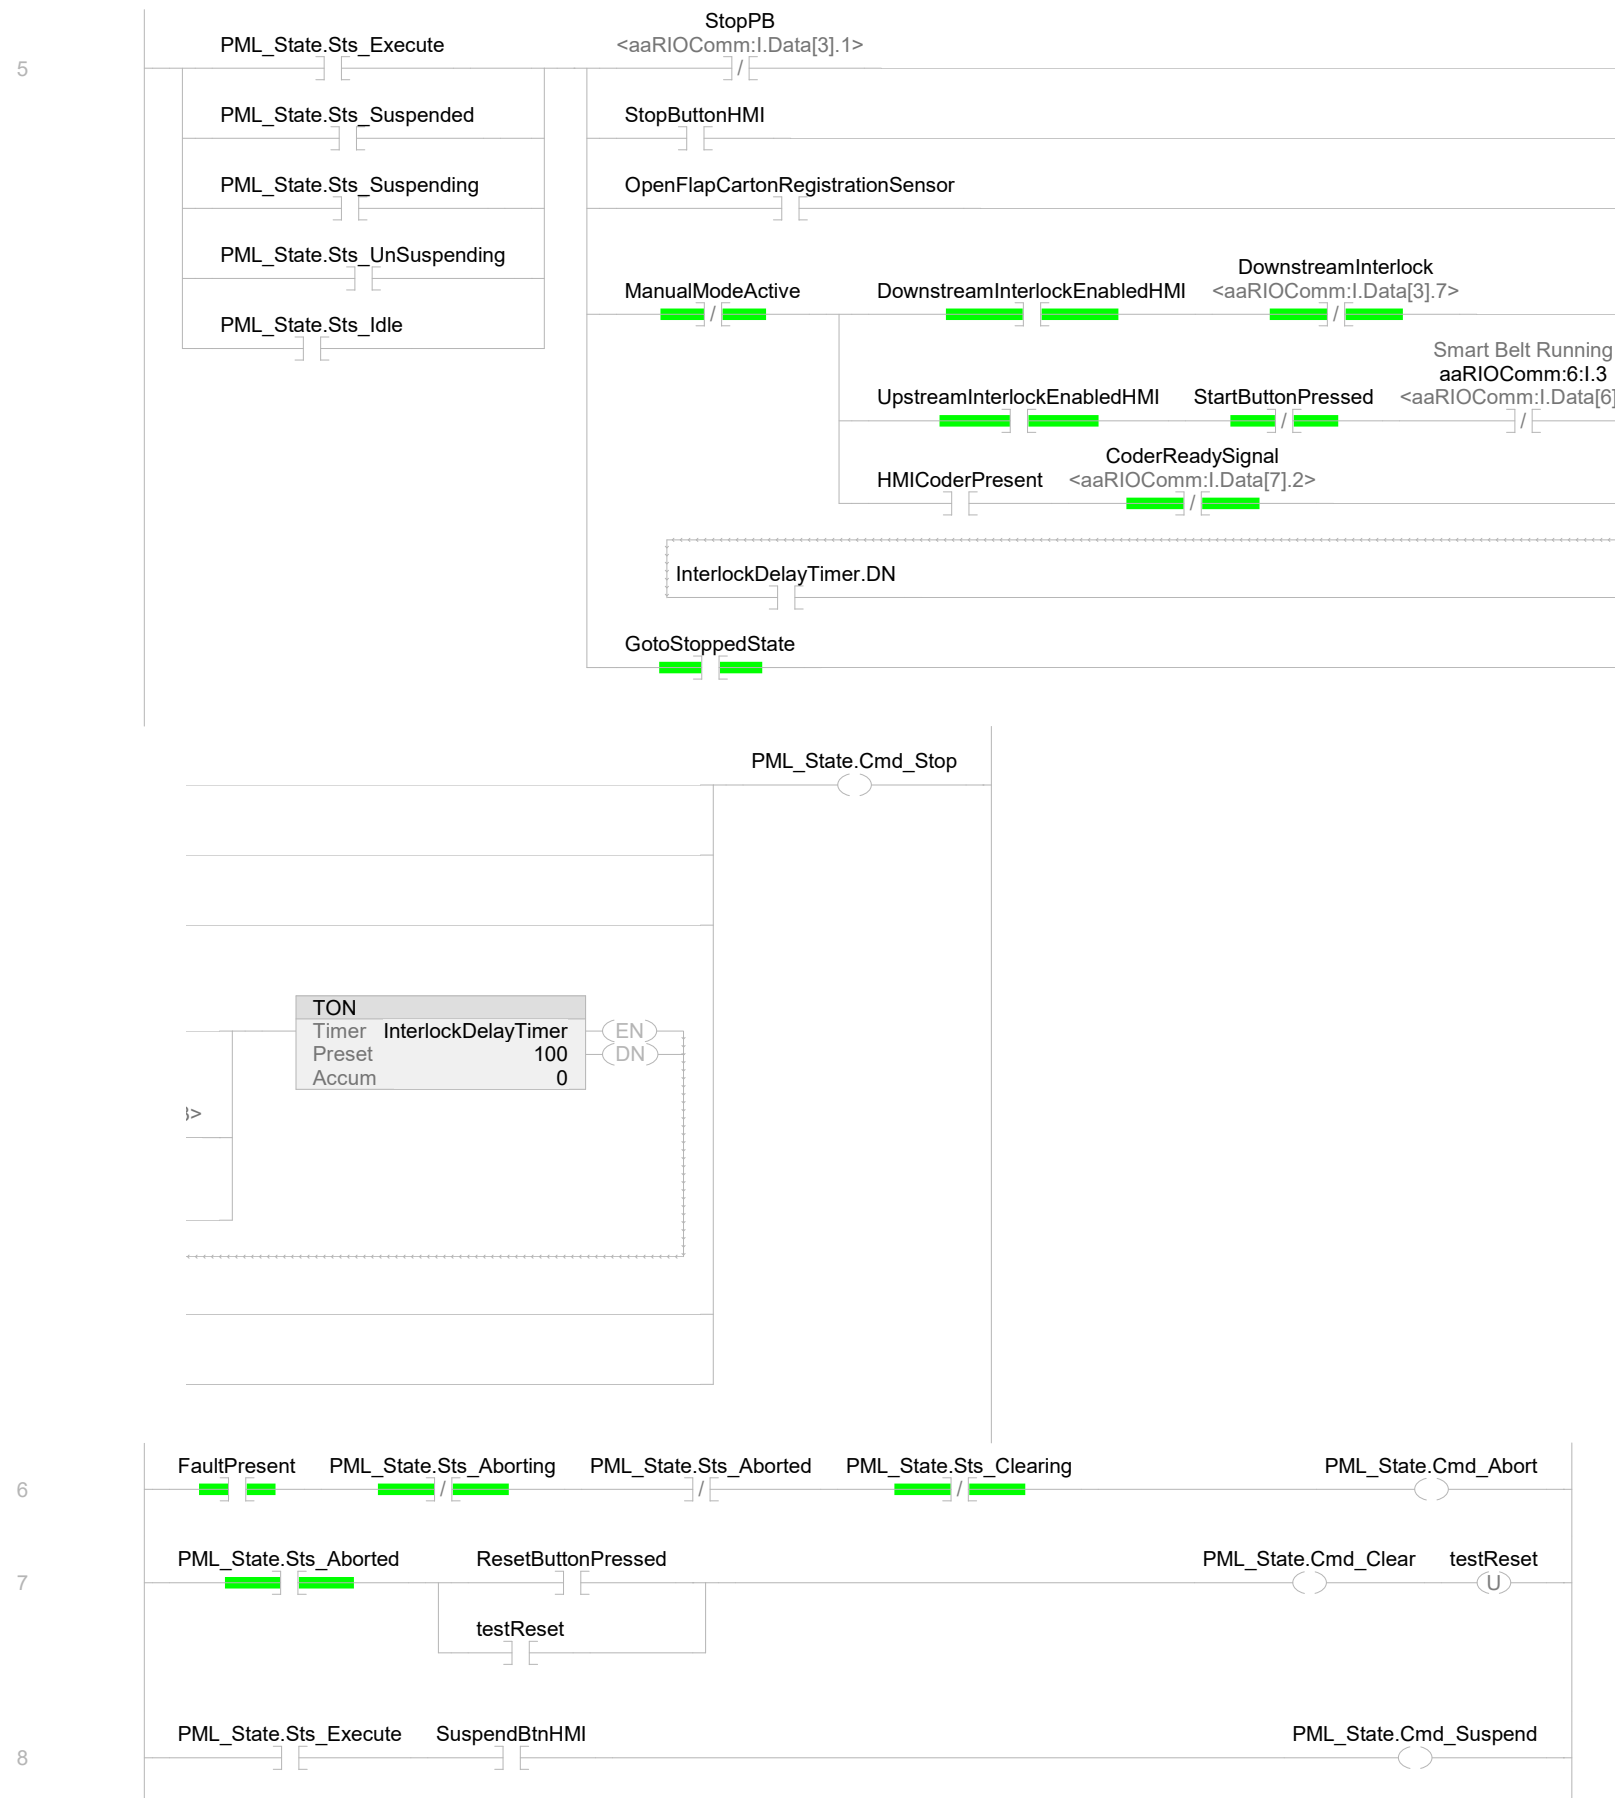 5
PML_State.Sts_Execute
StopPB
<aaRIOComm:I.Data[3].1>
/
PML_State.Sts_Suspended
StopButtonHMI
PML_State.Sts_Suspending
OpenFlapCartonRegistrationSensor
PML_State.Sts_UnSuspending
ManualModeActive
/
DownstreamInterlockEnabledHMI
DownstreamInterlock
<aaRIOComm:I.Data[3].7>
/
PML_State.Sts_Idle
UpstreamInterlockEnabledHMI
StartButtonPressed
/
Smart Belt Running
aaRIOComm:6:I.3
<aaRIOComm:I.Data[6]
/
HMICoderPresent
CoderReadySignal
<aaRIOComm:I.Data[7].2>
/
InterlockDelayTimer.DN
GotoStoppedState
PML_State.Cmd_Stop
TON
Timer InterlockDelayTimer
Preset 100
Accum 0
EN
DN
>
6
FaultPresent
PML_State.Sts_Aborting
/
PML_State.Sts_Aborted
/
PML_State.Sts_Clearing
/
PML_State.Cmd_Abort
7
PML_State.Sts_Aborted
ResetButtonPressed
testReset
PML_State.Cmd_Clear
testReset
U
8
PML_State.Sts_Execute
SuspendBtnHMI
PML_State.Cmd_Suspend